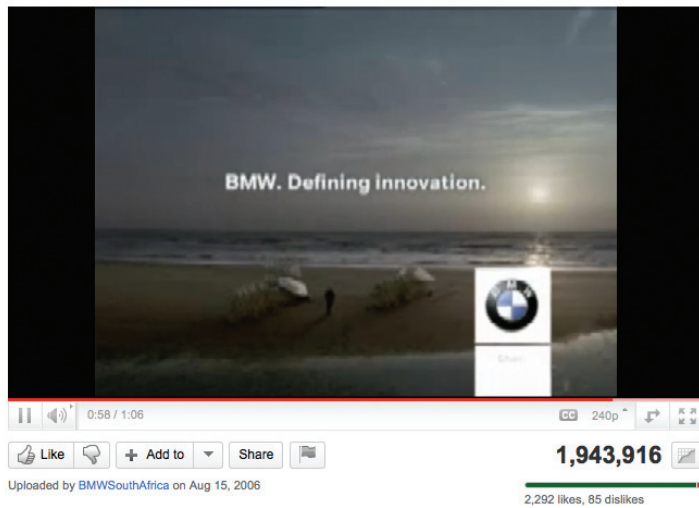 BMW. Defining innovation.
BMW
0:58 / 1:06
CC
240p
Like
+ Add to
Share
1,943,916
Uploaded by BMWSouthAfrica on Aug 15, 2006
2,292 likes, 85 dislikes